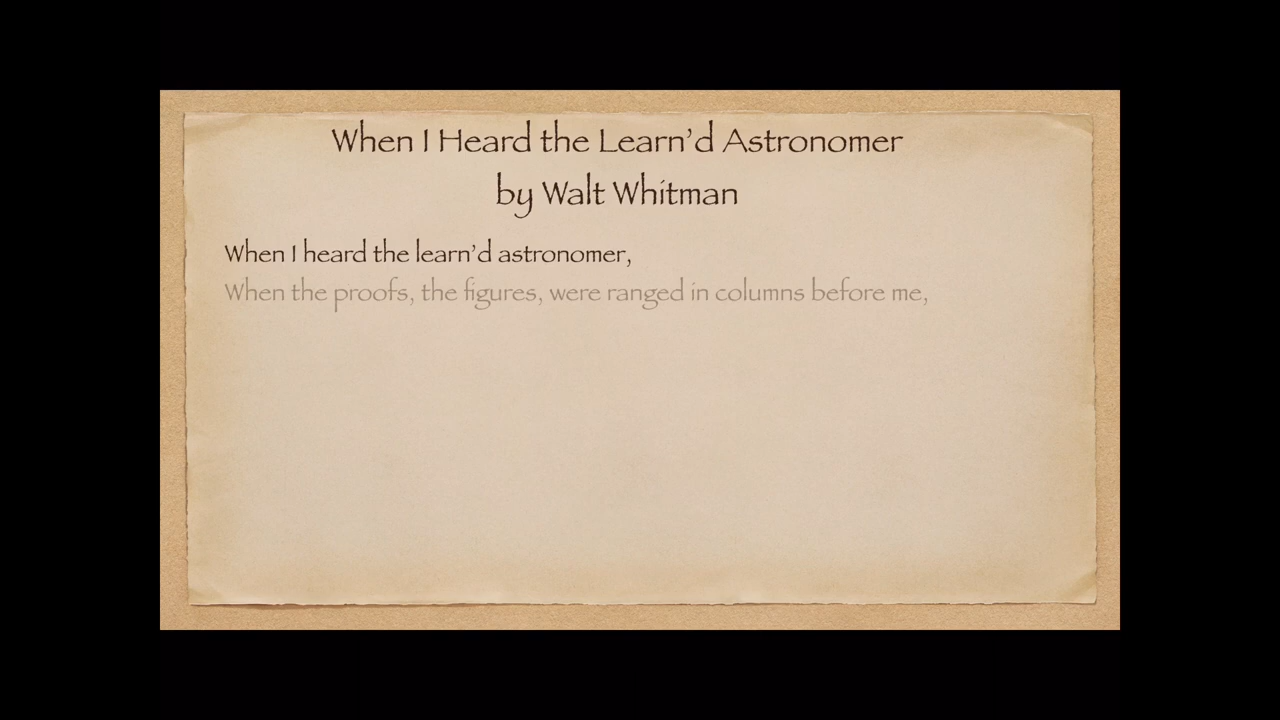 When I Heard the Learn’d Astronomer
by Walt Whitman
When I heard the learn’d astronomer,
When the proofs, the figures, were ranged in columns before me,